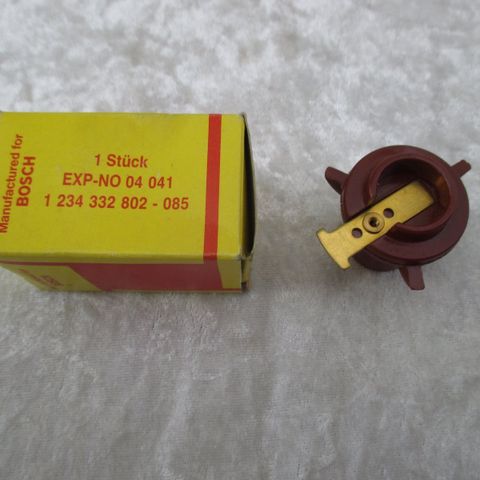 Manufactured for
BOSCH
1 Stück
EXP-NO 04 041
1 234 332 802 - 085